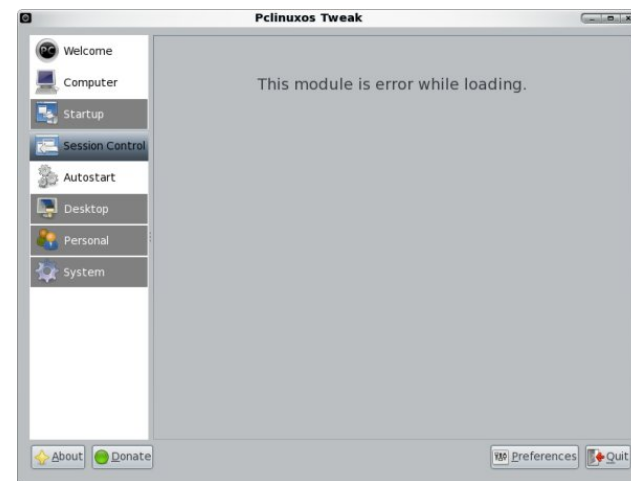 Pclinuxos Tweak
Welcome
Computer
Startup
Session Control
Autostart
Desktop
Personal
System
This module is error while loading.
About
Donate
Preferences
Quit